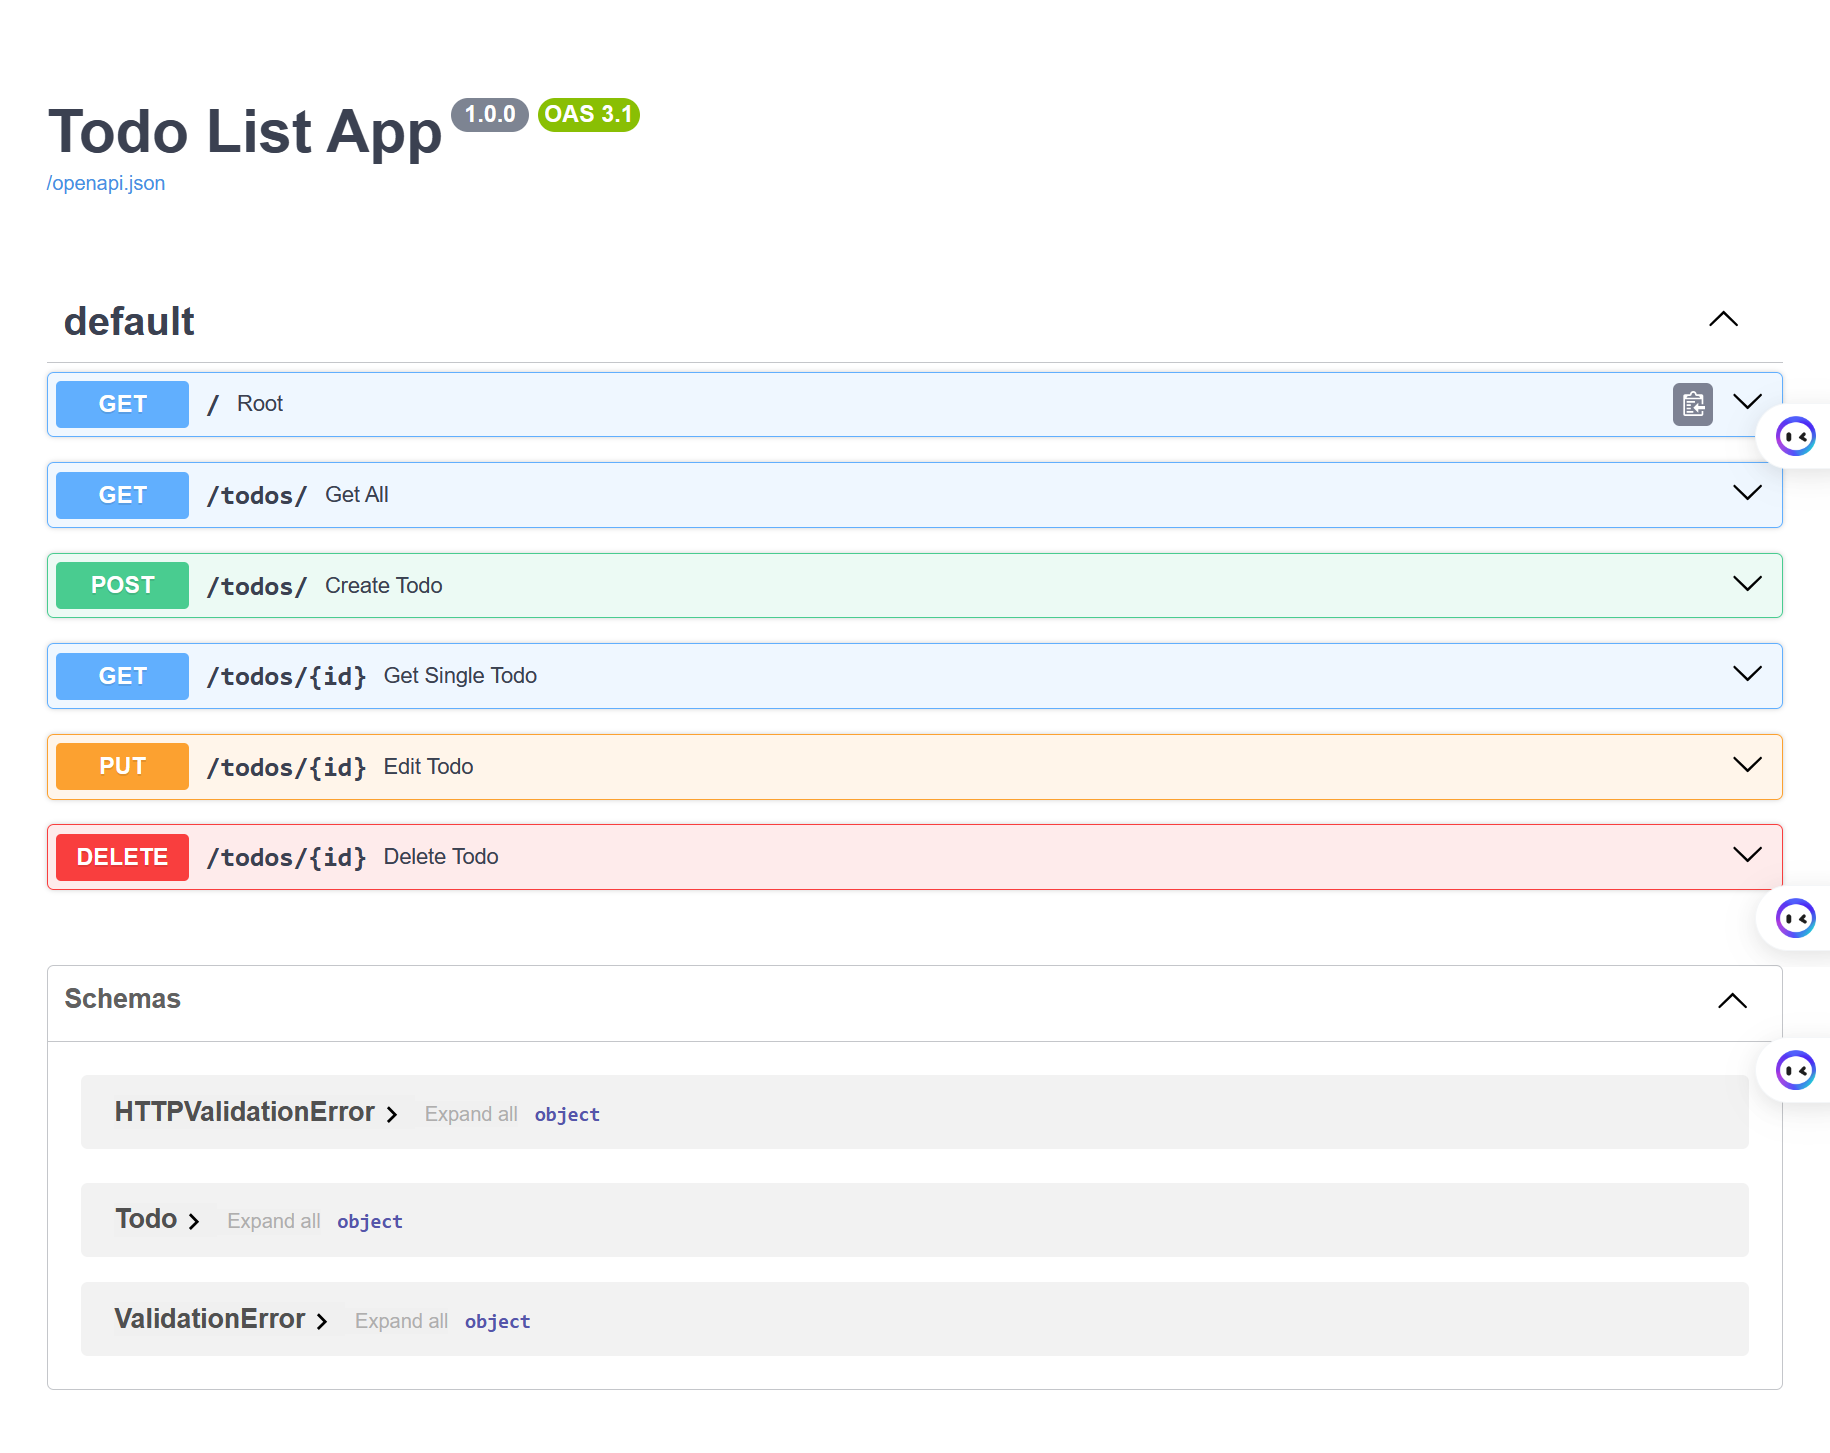 Todo List App 1.0.0 OAS 3.1
/openapi.json
default
GET / Root
GET /todos/ Get All
POST /todos/ Create Todo
GET /todos/{id} Get Single Todo
PUT /todos/{id} Edit Todo
DELETE /todos/{id} Delete Todo
Schemas
HTTPValidationError Expand all object
Todo Expand all object
ValidationError Expand all object